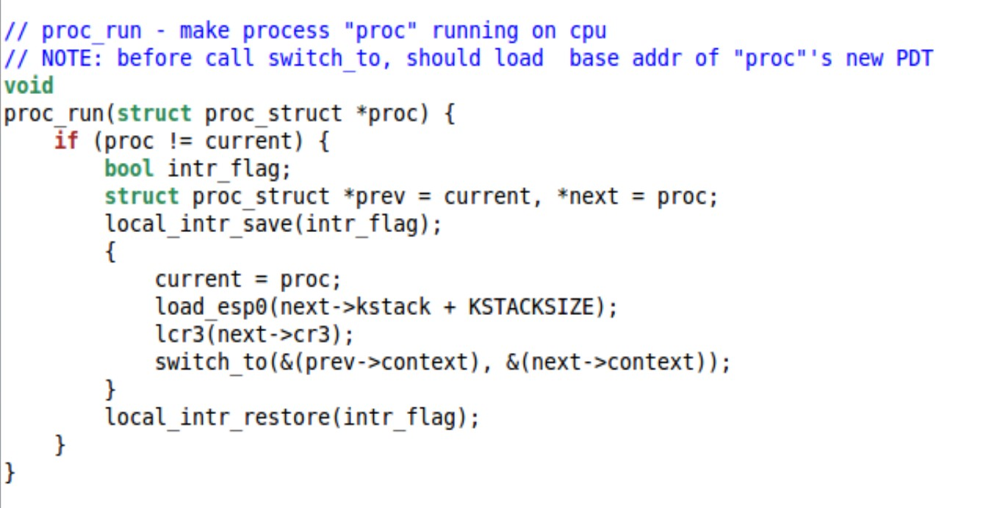 // proc_run - make process "proc" running on cpu
// NOTE: before call switch_to, should load  base addr of "proc"'s new PDT
void
proc_run(struct proc_struct *proc) {
    if (proc != current) {
        bool intr_flag;
        struct proc_struct *prev = current, *next = proc;
        local_intr_save(intr_flag);
        {
            current = proc;
            load_esp0(next->kstack + KSTACKSIZE);
            lcr3(next->cr3);
            switch_to(&(prev->context), &(next->context));
        }
        local_intr_restore(intr_flag);
    }
}